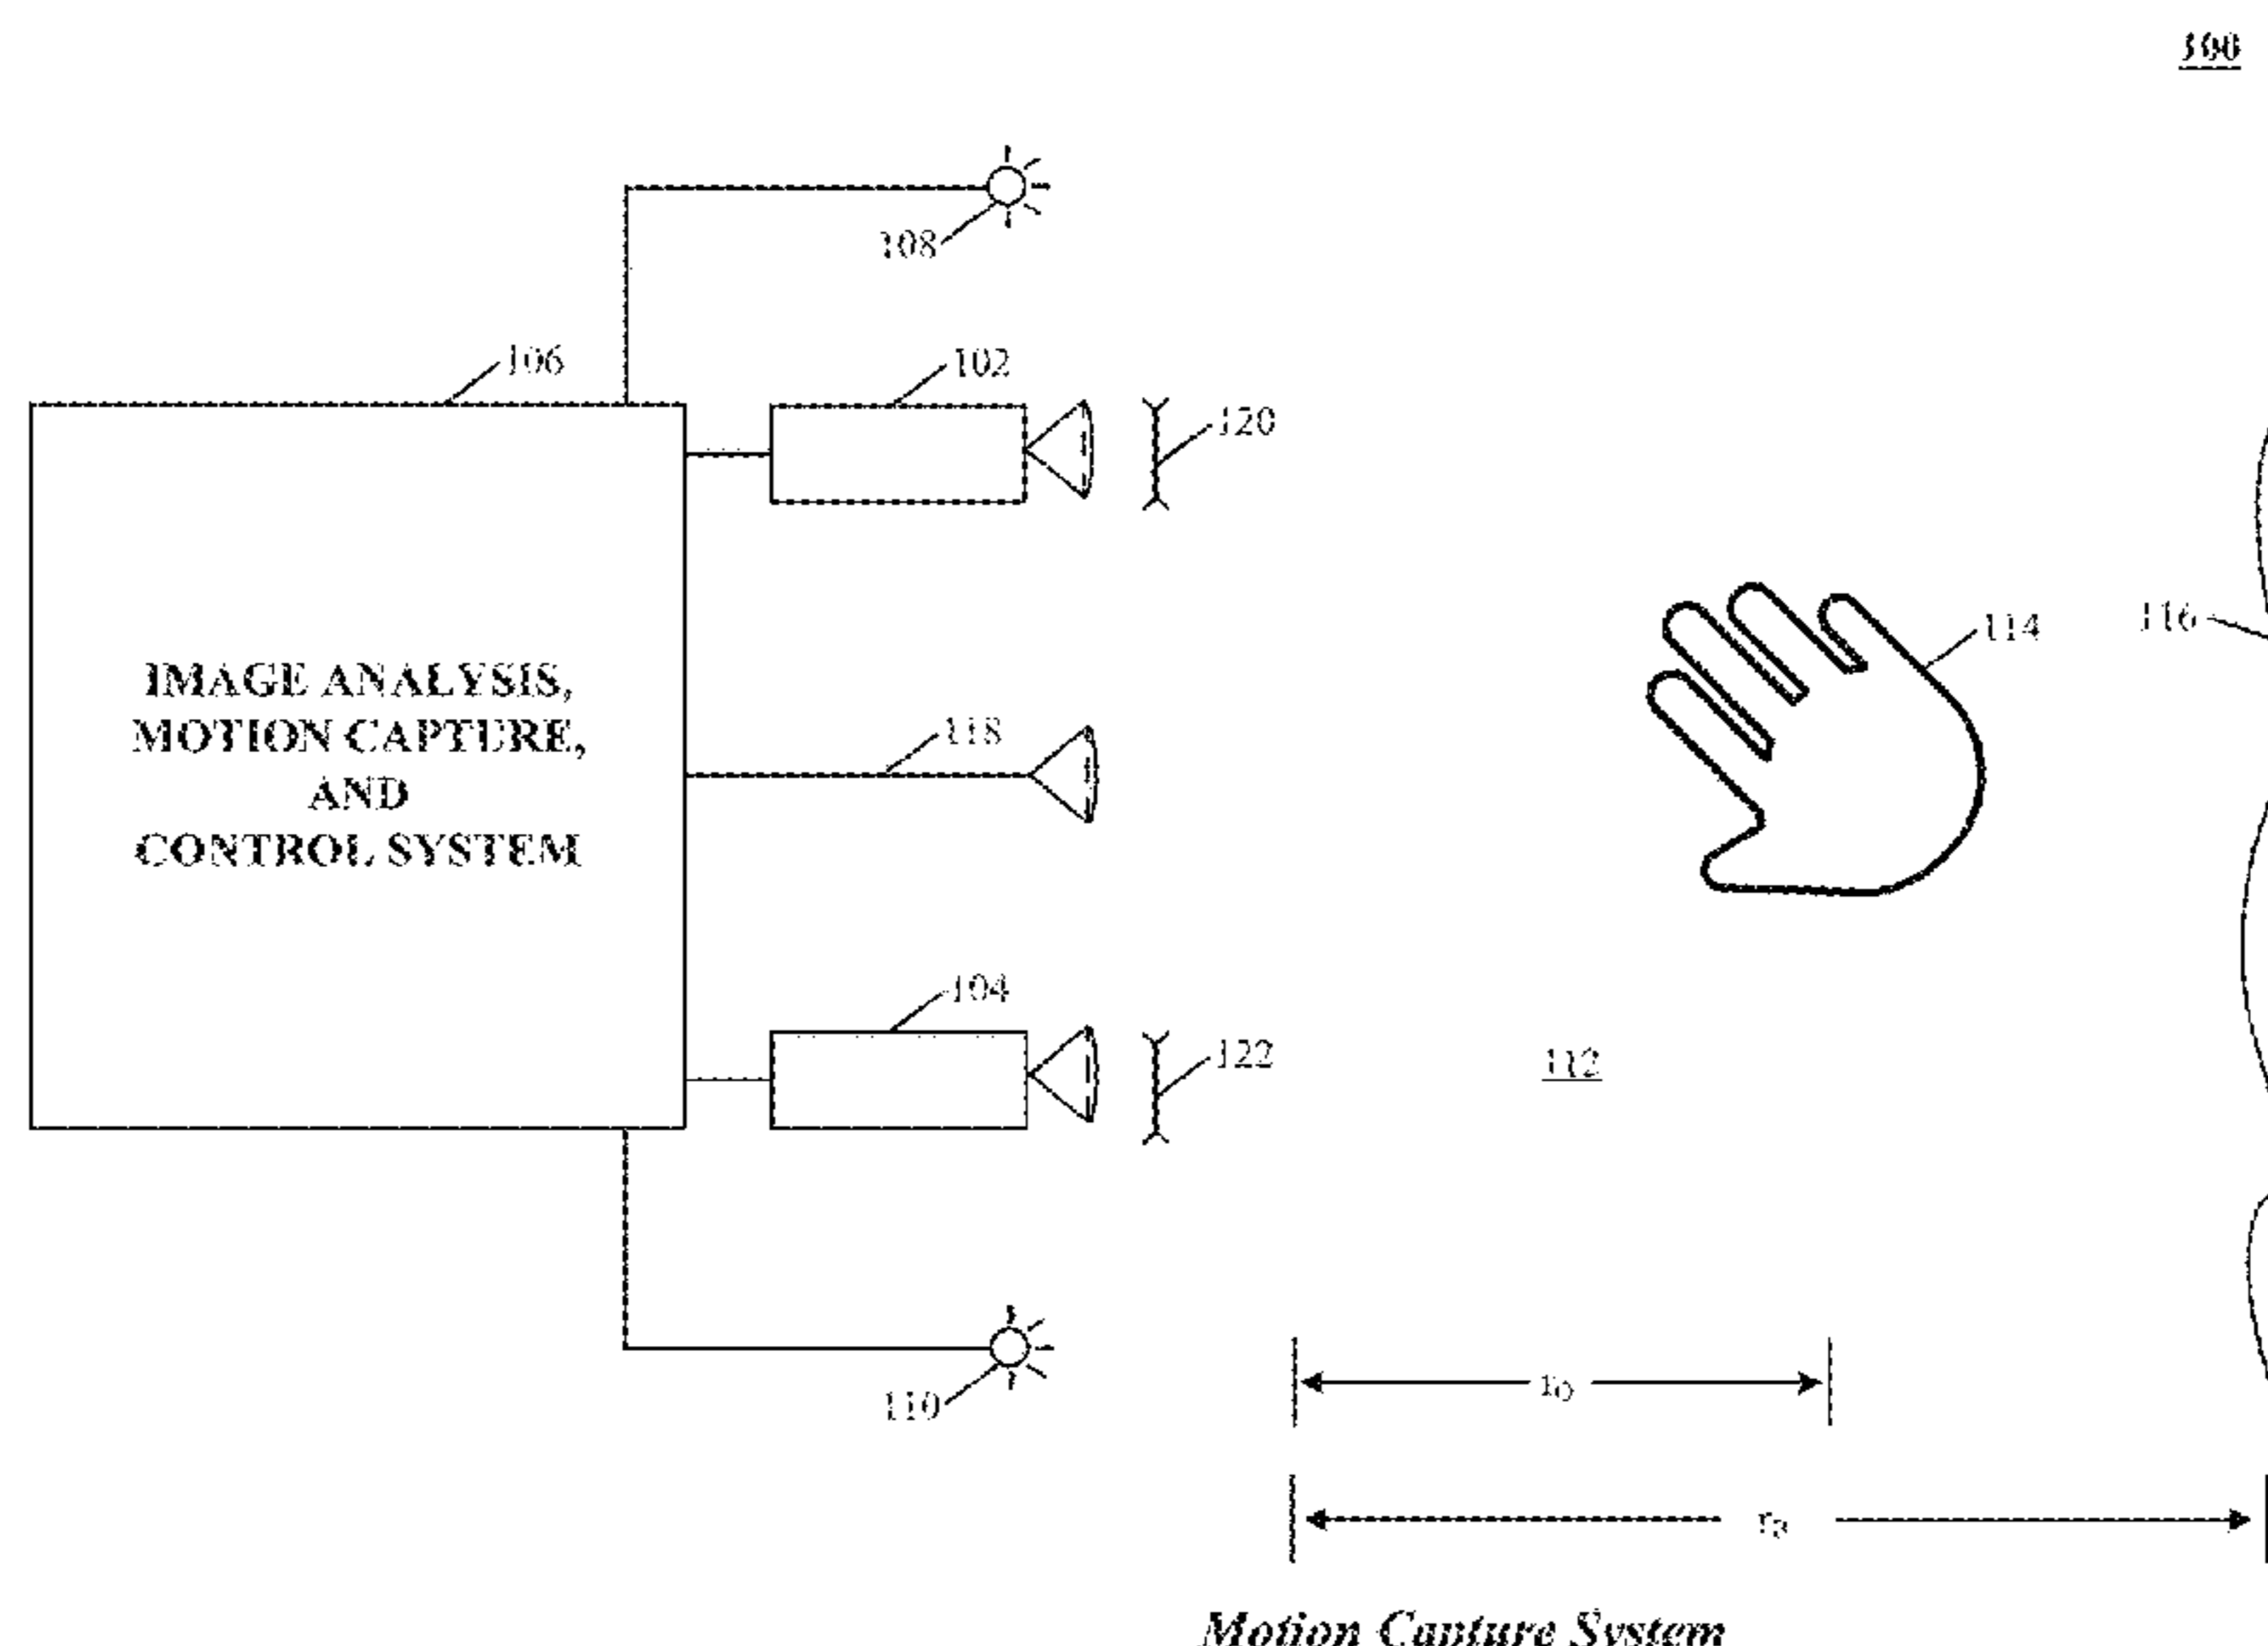 100
108
106
102
120
114
116
IMAGE ANALYSIS,
MOTION CAPTURE,
AND
CONTROL SYSTEM
118
104
122
112
110
Motion Capture System